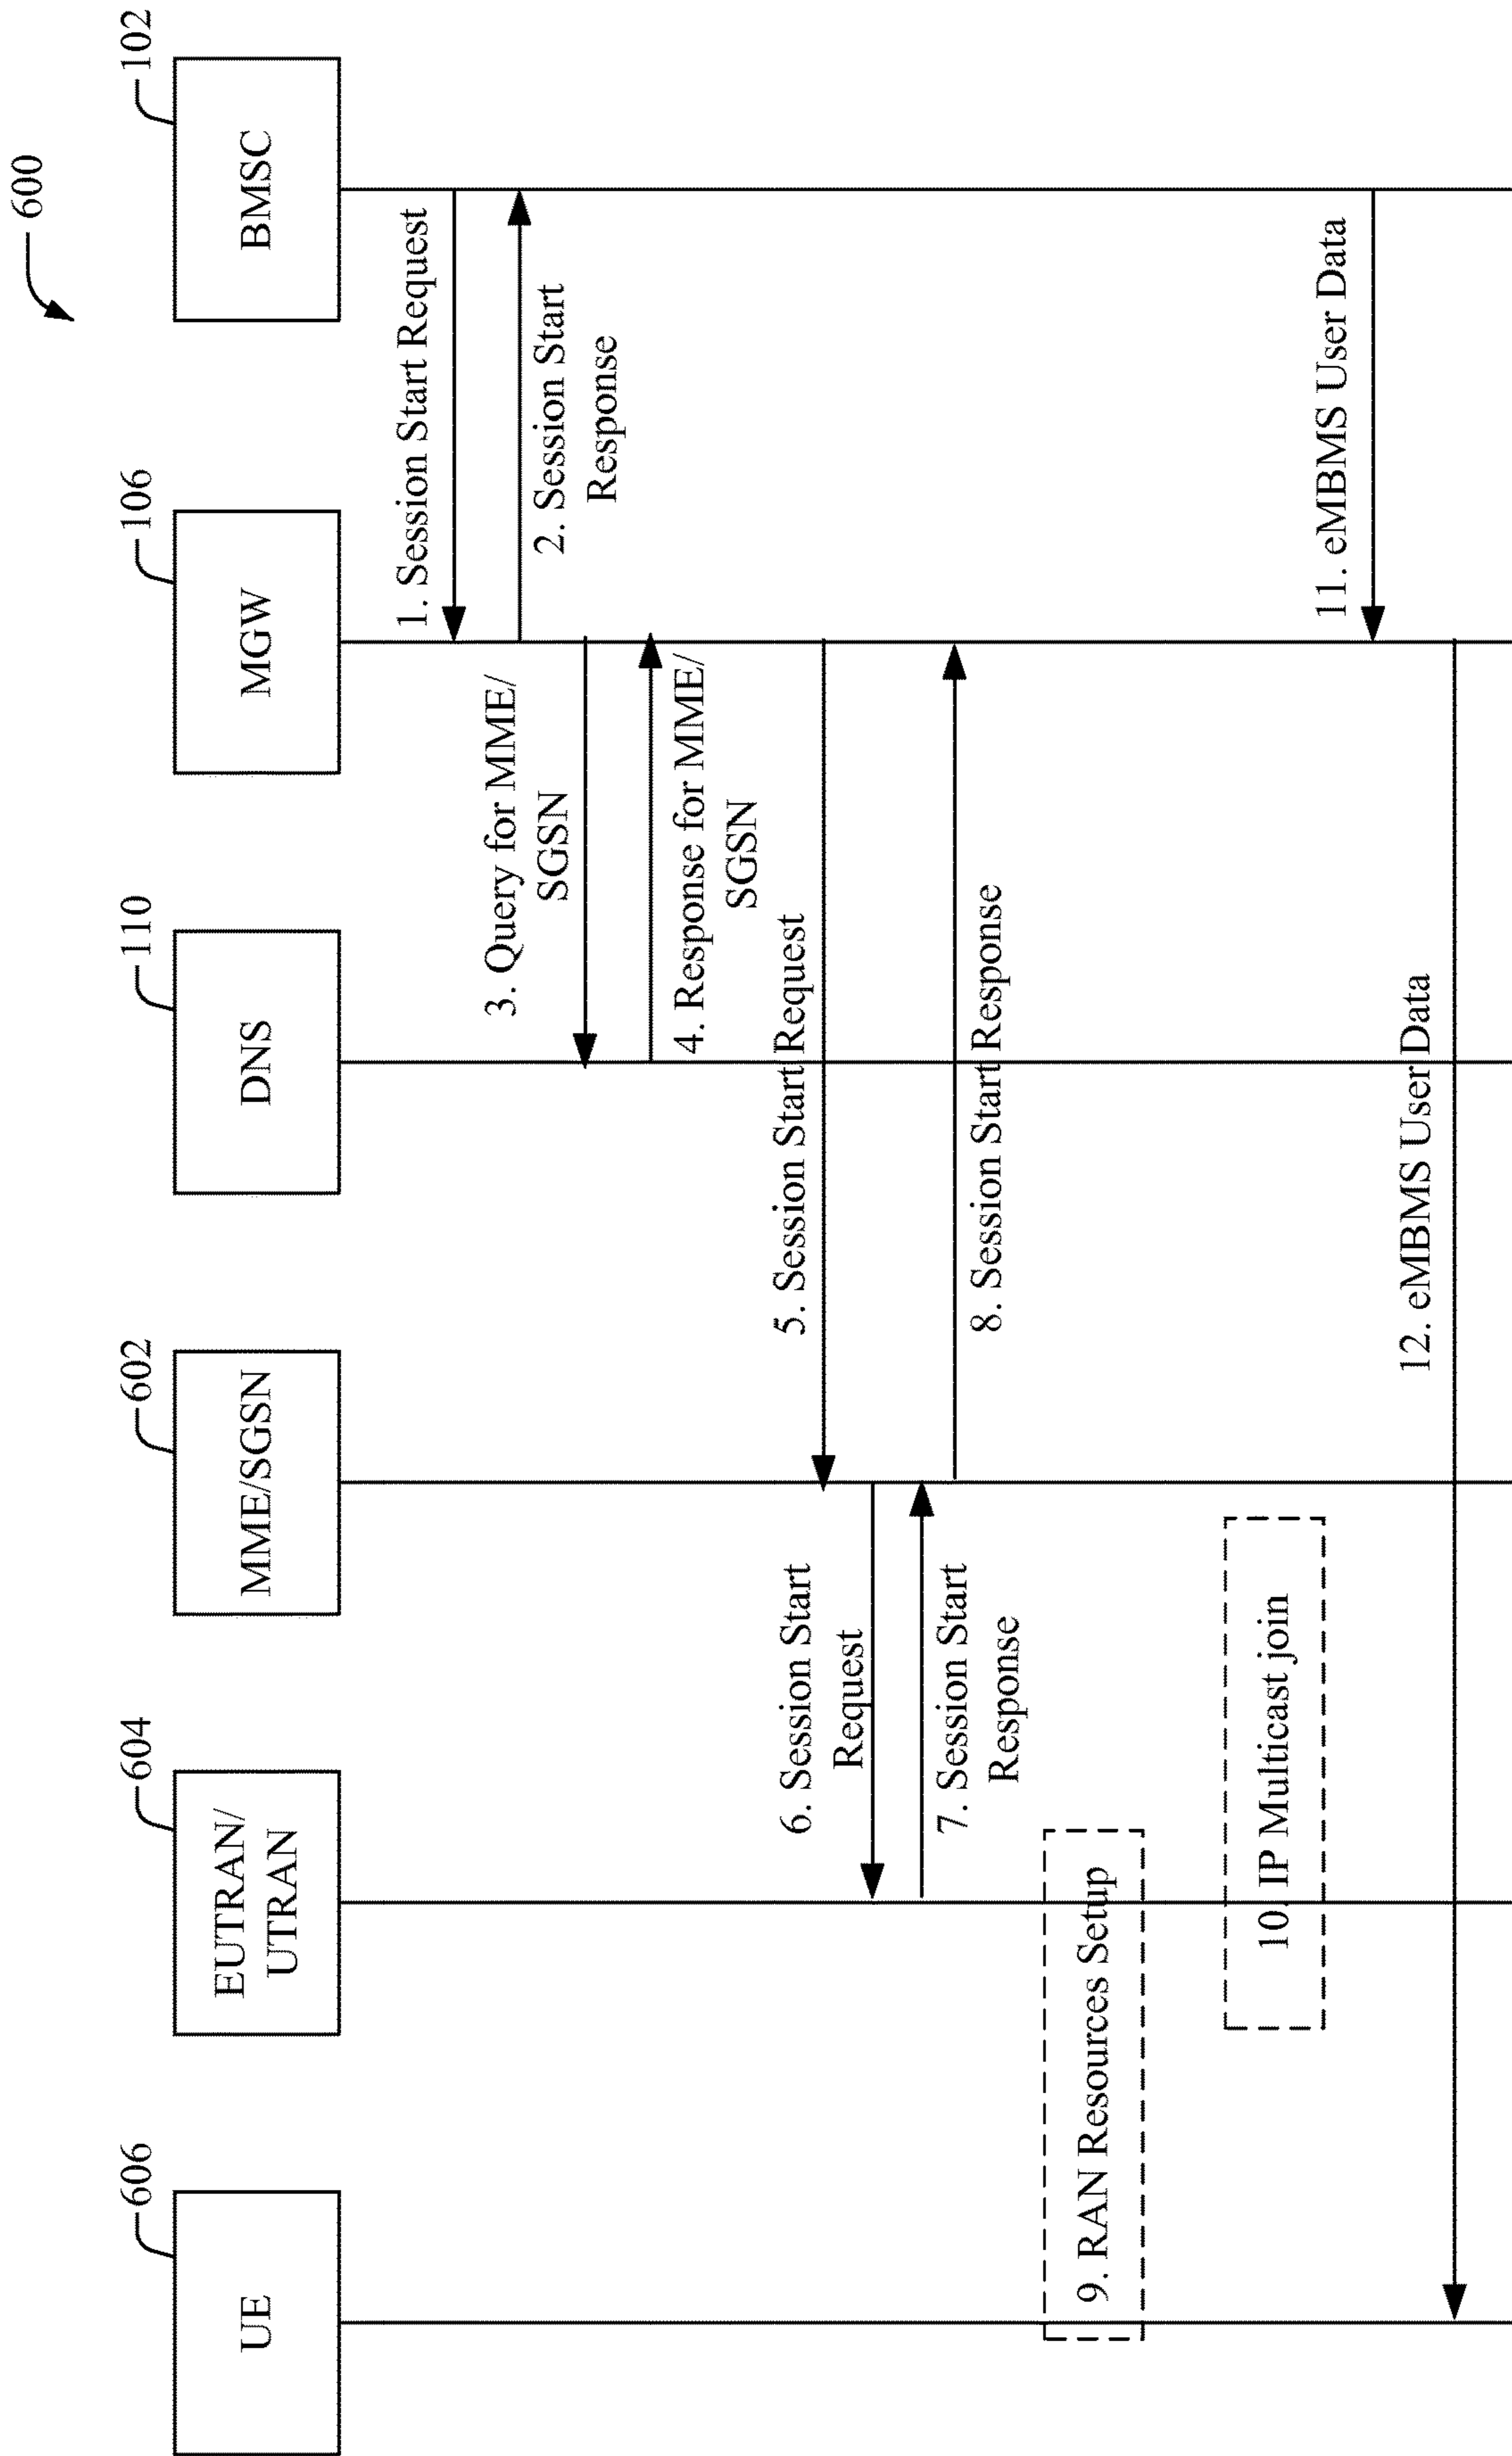 600
606
604
602
110
106
102
UE
EUTRAN/
UTRAN
MME/SGSN
DNS
MGW
BMSC
1. Session Start Request
2. Session Start
Response
3. Query for MME/
SGSN
4. Response for MME/
SGSN
5. Session Start Request
6. Session Start
Request
7. Session Start
Response
8. Session Start Response
9. RAN Resources Setup
10. IP Multicast join
11. eMBMS User Data
12. eMBMS User Data